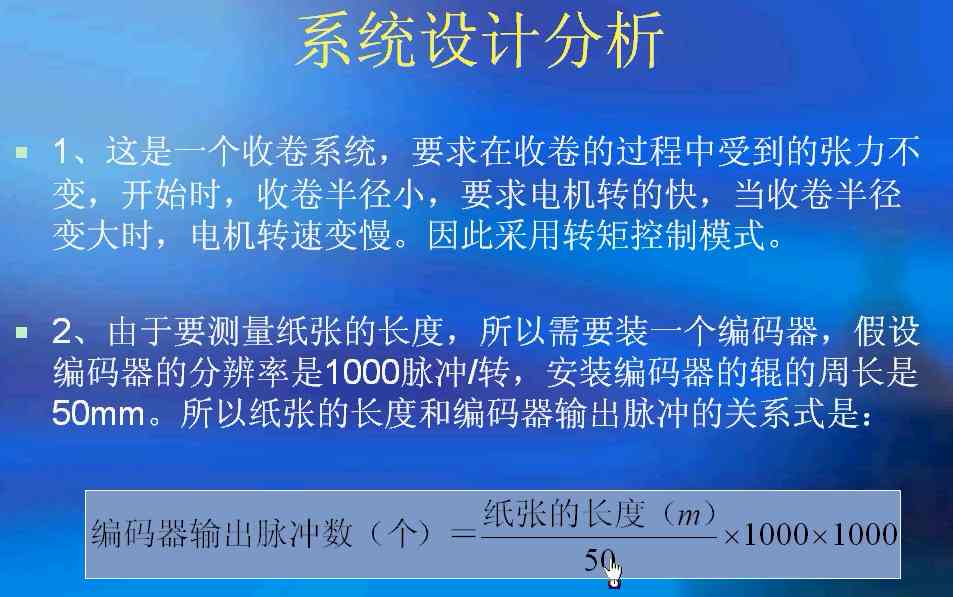 系统设计分析
1、这是一个收卷系统，要求在收卷的过程中受到的张力不
变，开始时，收卷半径小，要求电机转的快，当收卷半径
变大时，电机转速变慢。因此采用转矩控制模式。
2、由于要测量纸张的长度，所以需要装一个编码器，假设
编码器的分辨率是1000脉冲/转，安装编码器的辊的周长是
50mm。所以纸张的长度和编码器输出脉冲的关系式是：
编码器输出脉冲数（个）＝纸张的长度（m）/50×1000×1000